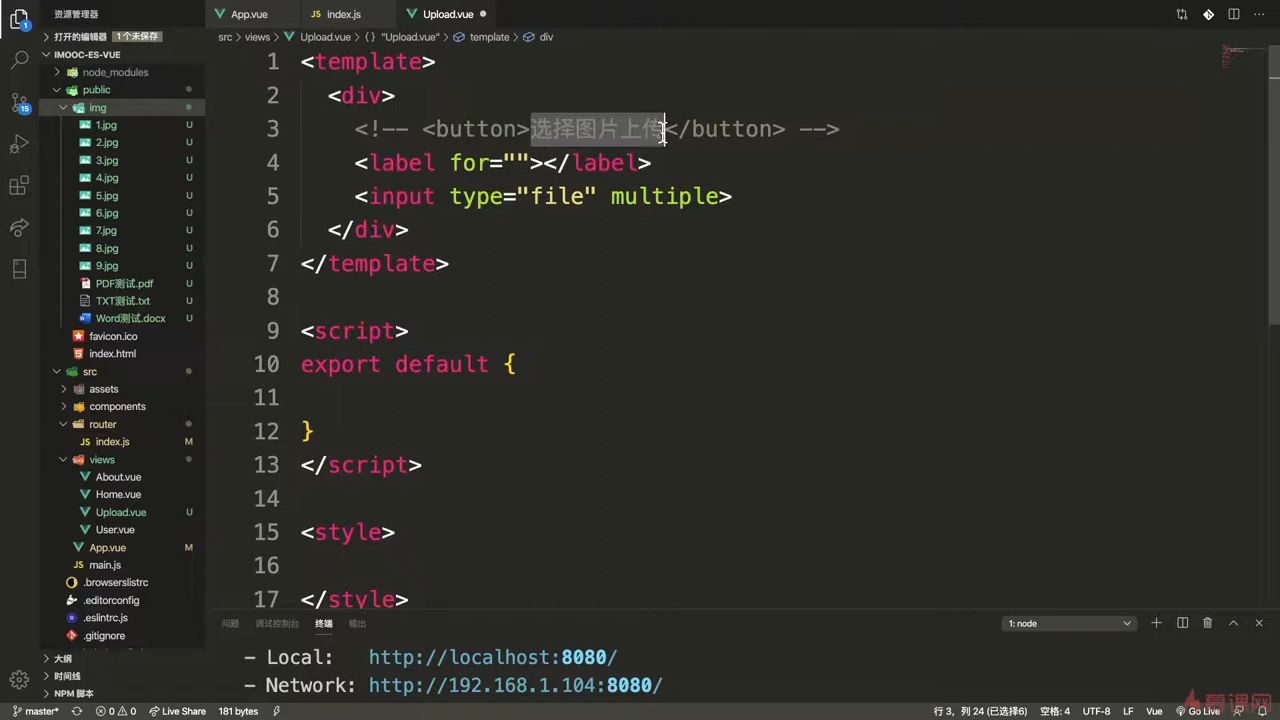 资源管理器
App.vue
index.js
Upload.vue
打开的编辑器
1 个未保存
src > views > Upload.vue > {} "Upload.vue" > template > div
IMOOC-ES-VUE
node_modules
public
img
1.jpg U
2.jpg U
3.jpg U
4.jpg U
5.jpg U
6.jpg U
7.jpg U
8.jpg U
9.jpg U
PDF测试.pdf U
TXT测试.txt U
Word测试.docx U
favicon.ico
index.html
src
assets
components
router
index.js M
views
About.vue
Home.vue
Upload.vue U
User.vue
App.vue M
main.js
.browserslistrc
.editorconfig
.eslintrc.js
.gitignore
大纲
时间线
NPM 脚本
1
15
1 <template>
2 <div>
3 <!-- <button>选择图片上传</button> -->
4 <label for=""></label>
5 <input type="file" multiple>
6 </div>
7 </template>
8
9 <script>
10 export default {
11
12 }
13 </script>
14
15 <style>
16
17 </style>
问题
调试控制台
终端
输出
1: node
- Local: http://localhost:8080/
- Network: http://192.168.1.104:8080/
master*
0
0
Live Share
181 bytes
行 3, 列 24 (已选择6)
空格: 4
UTF-8
LF
Vue
Go Live
慕课网